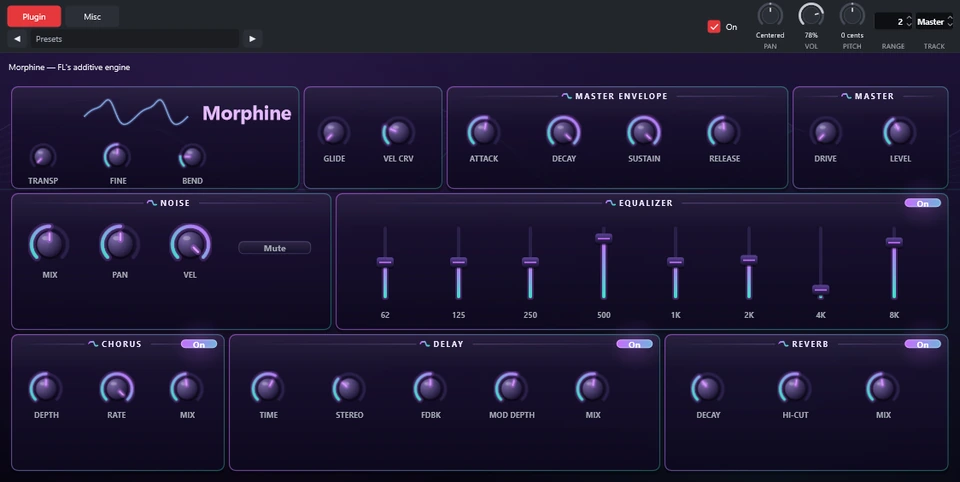 Plugin Misc
On
Presets
Centered 78% 0 cents 2 Master
PAN VOL PITCH RANGE TRACK
Morphine — FL's additive engine
Morphine
TRANSP FINE BEND
GLIDE VEL CRV
MASTER ENVELOPE
ATTACK DECAY SUSTAIN RELEASE
MASTER
DRIVE LEVEL
NOISE
MIX PAN VEL
Mute
EQUALIZER On
62 125 250 500 1K 2K 4K 8K
CHORUS On
DEPTH RATE MIX
DELAY On
TIME STEREO FDBK MOD DEPTH MIX
REVERB On
DECAY HI-CUT MIX